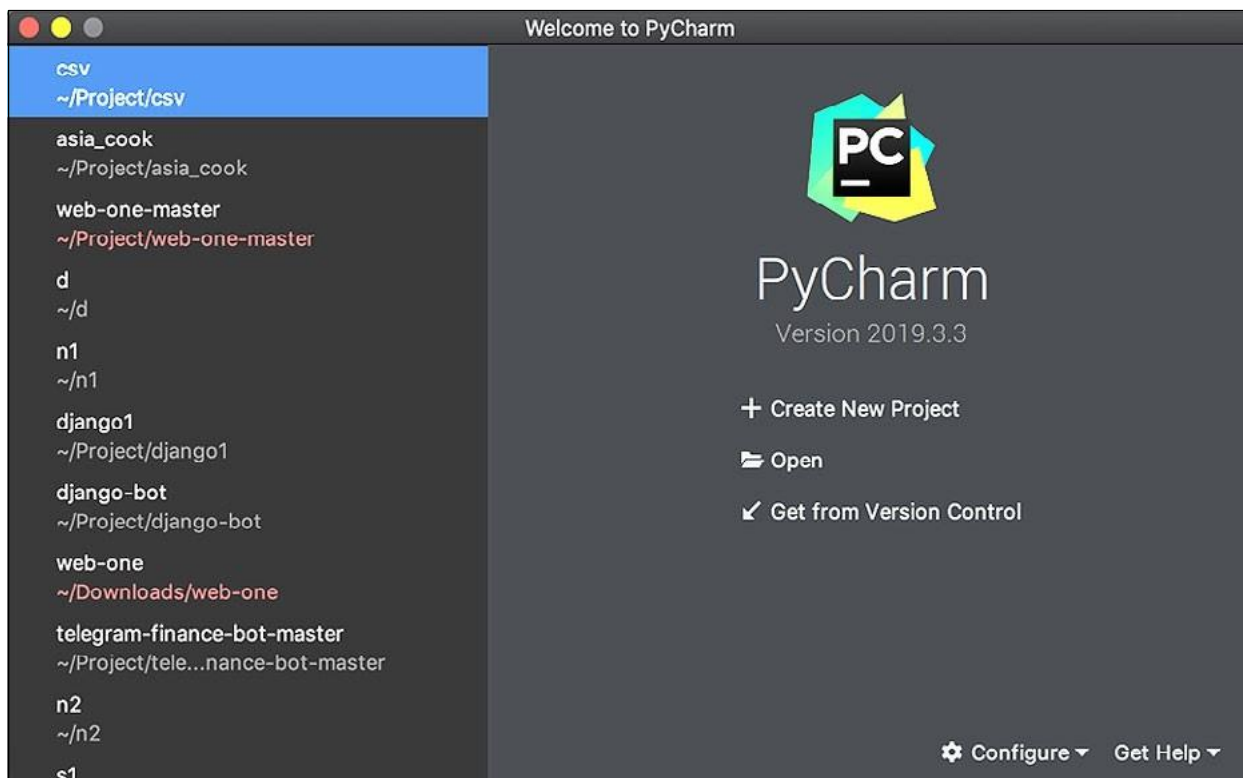 Welcome to PyCharm
csv
~/Project/csv
asia_cook
~/Project/asia_cook
web-one-master
~/Project/web-one-master
d
~/d
n1
~/n1
django1
~/Project/django1
django-bot
~/Project/django-bot
web-one
~/Downloads/web-one
telegram-finance-bot-master
~/Project/tele...nance-bot-master
n2
~/n2
s1
PC
PyCharm
Version 2019.3.3
Create New Project
Open
Get from Version Control
Configure
Get Help